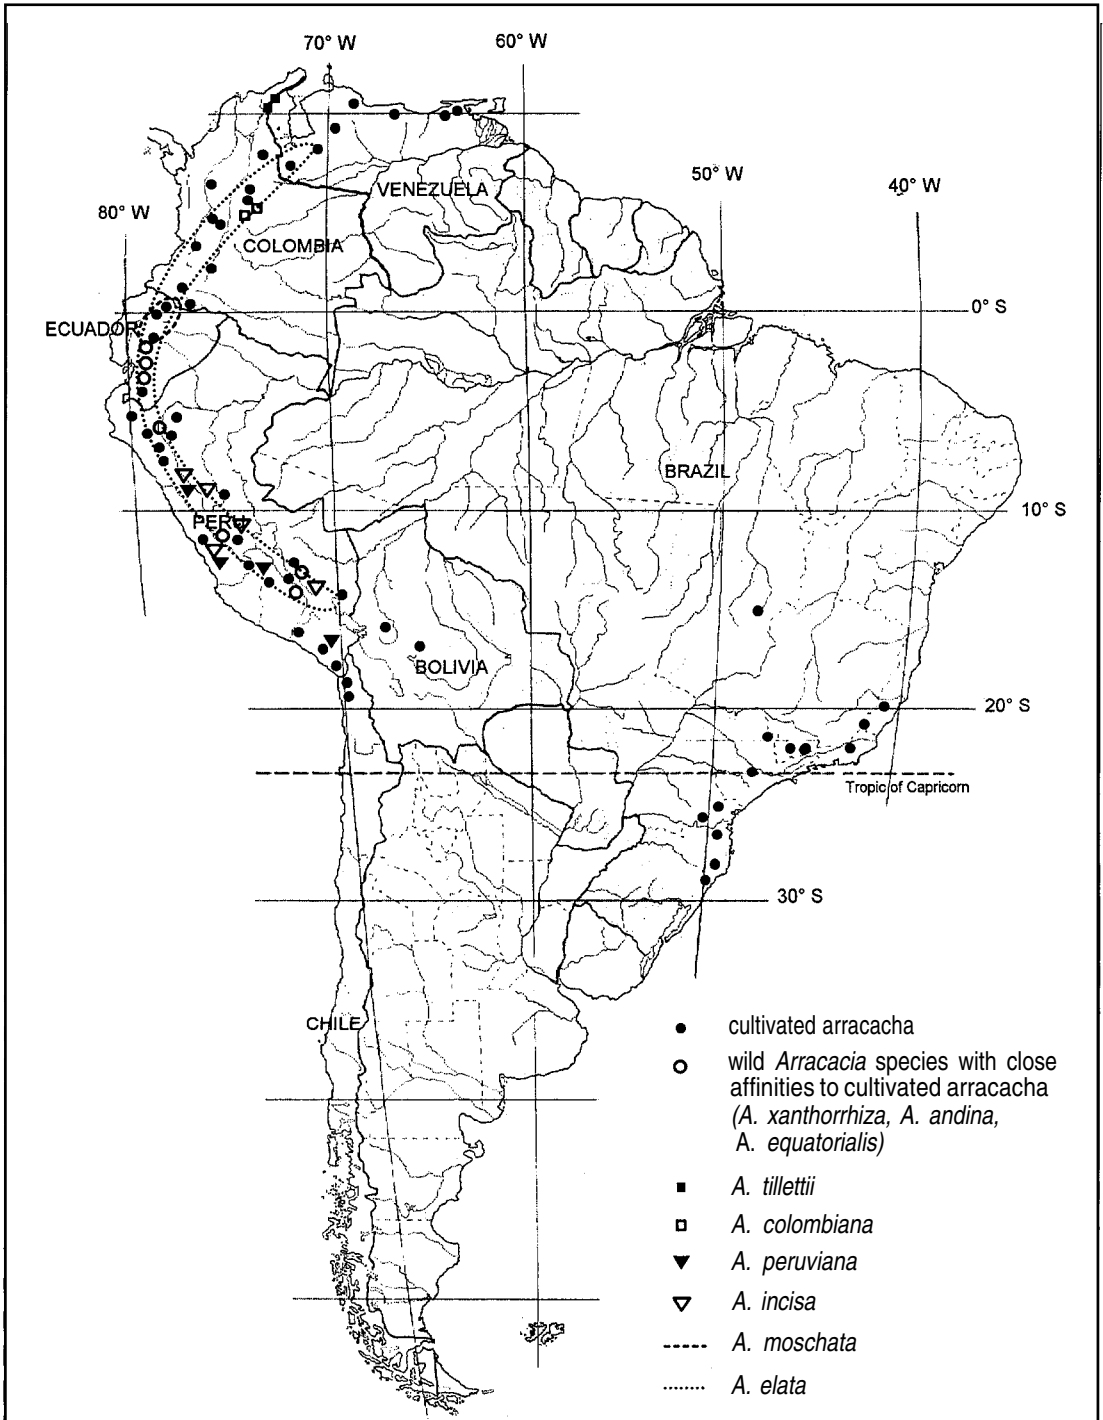 70° W
60° W
50° W
40° W
80° W
VENEZUELA
COLOMBIA
ECUADOR
0° S
BRAZIL
PERU
10° S
BOLIVIA
20° S
Tropic of Capricorn
30° S
CHILE
cultivated arracacha
wild Arracacia species with close
affinities to cultivated arracacha
(A. xanthorrhiza, A. andina,
A. equatorialis)
A. tillettii
A. colombiana
A. peruviana
A. incisa
A. moschata
A. elata